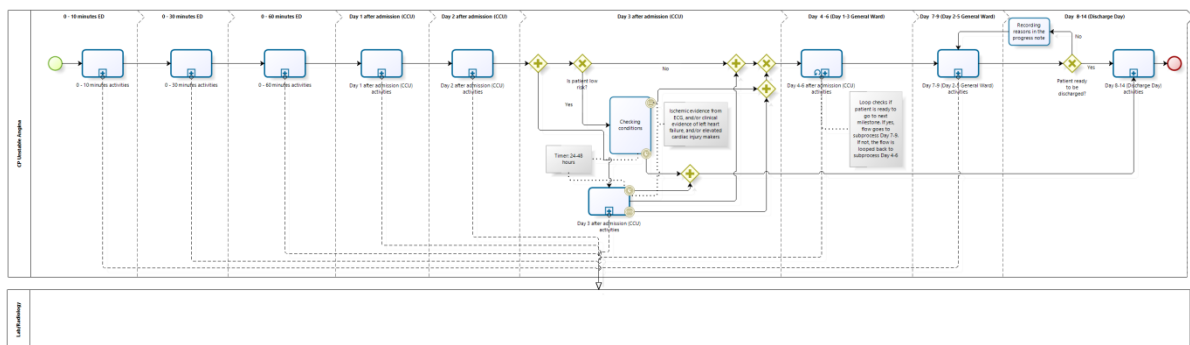 0 - 10 minutes ED
0 - 30 minutes ED
0 - 60 minutes ED
Day 1 after admission (CCU)
Day 2 after admission (CCU)
Day 3 after admission (CCU)
Day 4-6 (Day 1-3 General Ward)
Day 7-9 (Day 2-5 General Ward)
Day 8-14 (Discharge Day)
CP Unstable Angina
0 - 10 minutes activities
0 - 30 minutes activities
0 - 60 minutes activities
Day 1 after admission (CCU)
activities
Day 2 after admission (CCU)
activities
Is patient low
risk?
No
Yes
Checking
conditions
Ischemic evidence from
ECG, and/or clinical
evidence of left heart
failure, and/or elevated
cardiac injury makers
Timer: 24-48
hours
Day 3 after admission (CCU)
activities
Day 4-6 after admission (CCU)
activities
Loop checks if
patient is ready to
go to next
milestone. If yes,
flow goes to
subprocess Day 7-9.
If not, the flow is
looped back to
subprocess Day 4-6
Day 7-9 (Day 2-5 General Ward)
activities
Recording
reasons in the
progress note
No
Yes
Patient ready
to be
discharged?
Day 8-14 (Discharge Day)
activities
Lab/Radiology